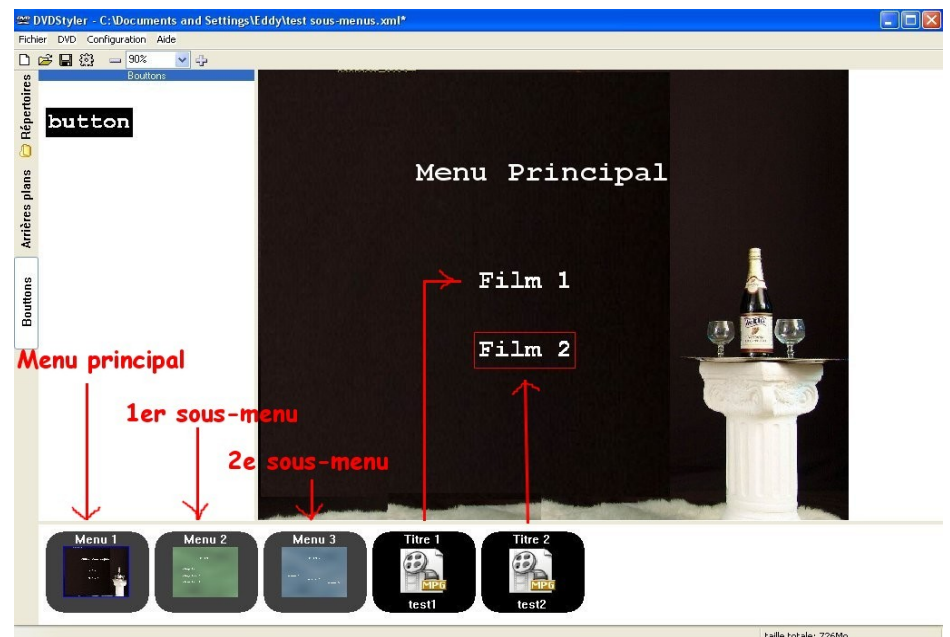 DVDStyler - C:\Documents and Settings\Eddy\test sous-menus.xml*
Fichier DVD Configuration Aide
90%
Bouttons
Répertoires
Arrières plans
Bouttons
button
Menu Principal
Film 1
Film 2
Menu principal
1er sous-menu
2e sous-menu
Menu 1
Menu 2
Menu 3
Titre 1
Titre 2
MPG
MPG
test1
test2
taille totale: 726Mo